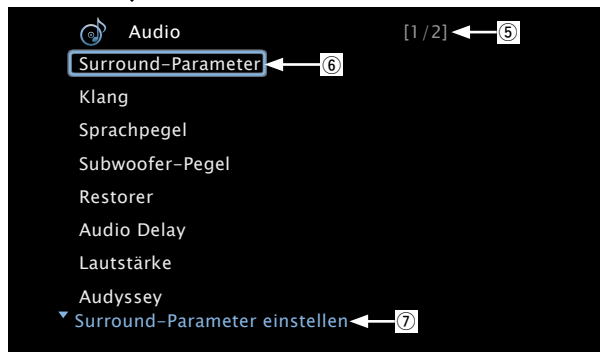 Audio [1/2] ⑤
Surround-Parameter ⑥
Klang
Sprachpegel
Subwoofer-Pegel
Restorer
Audio Delay
Lautstärke
Audyssey
Surround-Parameter einstellen ⑦